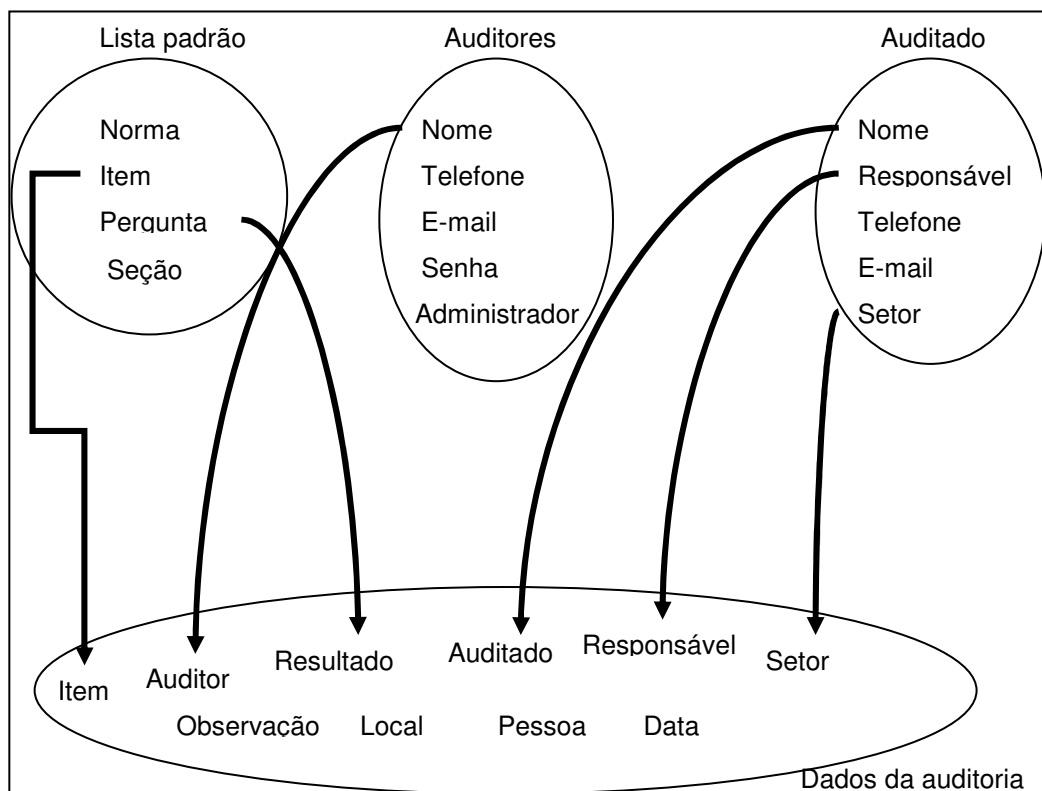 Lista padrão
Norma
Item
Pergunta
Seção
Auditores
Nome
Telefone
E-mail
Senha
Administrador
Auditado
Nome
Responsável
Telefone
E-mail
Setor
Item
Auditor
Resultado
Auditado
Responsável
Setor
Observação
Local
Pessoa
Data
Dados da auditoria